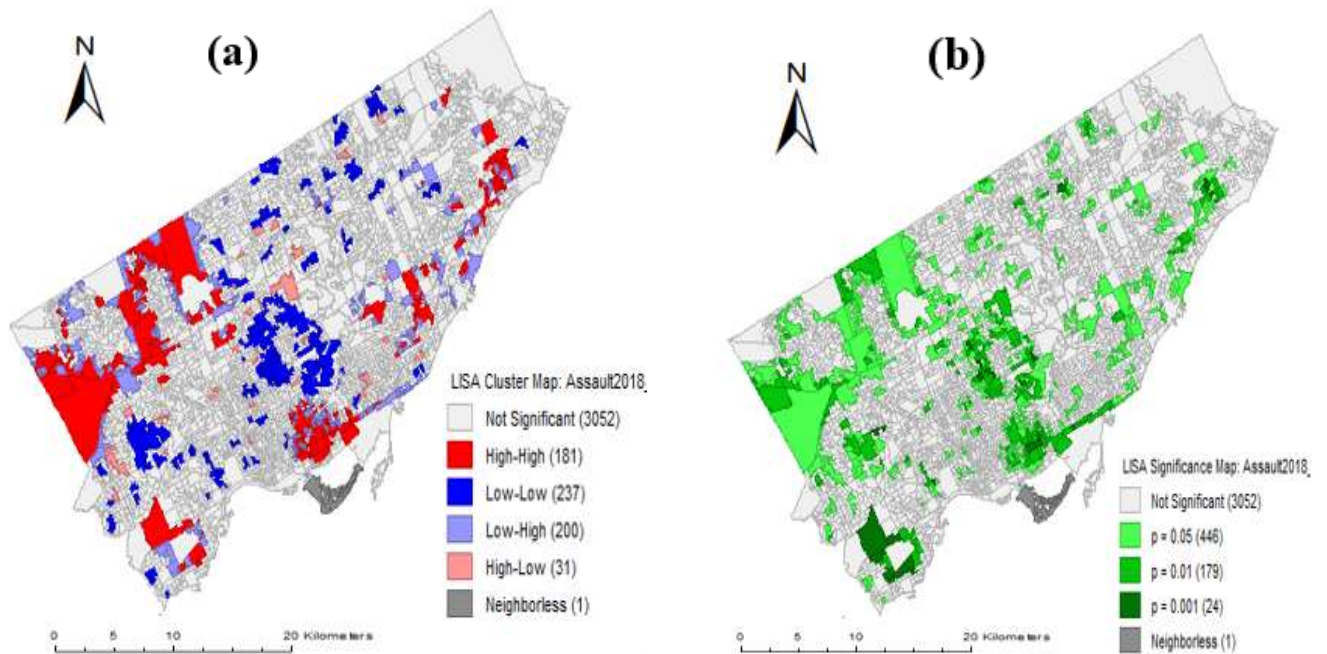 (a)
N
LISA Cluster Map: Assault2018_
Not Significant (3052)
High-High (181)
Low-Low (237)
Low-High (200)
High-Low (31)
Neighborless (1)
0 5 10 20 Kilometers
(b)
N
LISA Significance Map: Assault2018_
Not Significant (3052)
p = 0.05 (446)
p = 0.01 (179)
p = 0.001 (24)
Neighborless (1)
0 5 10 20 Kilometers